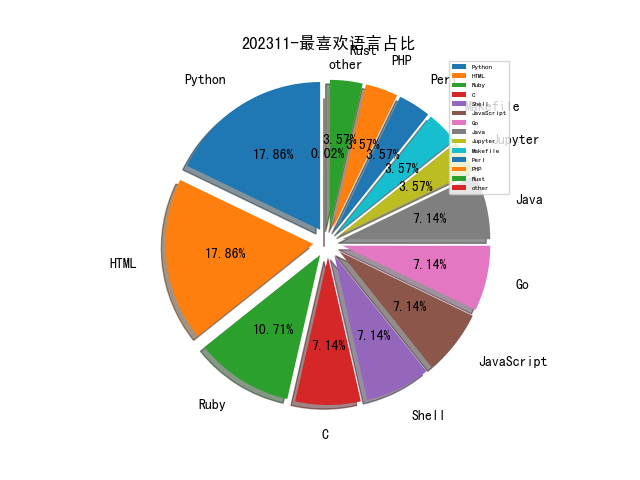 202311-最喜欢语言占比
Rust
other
PHP
Perl
Makefile
Jupyter
Python
HTML
Ruby
C
Shell
JavaScript
Go
Java
17.86%
17.86%
10.71%
7.14%
7.14%
7.14%
7.14%
7.14%
3.57%
3.57%
3.57%
3.57%
3.57%
0.02%
Python
HTML
Ruby
C
Shell
JavaScript
Go
Java
Jupyter
Makefile
Perl
PHP
Rust
other